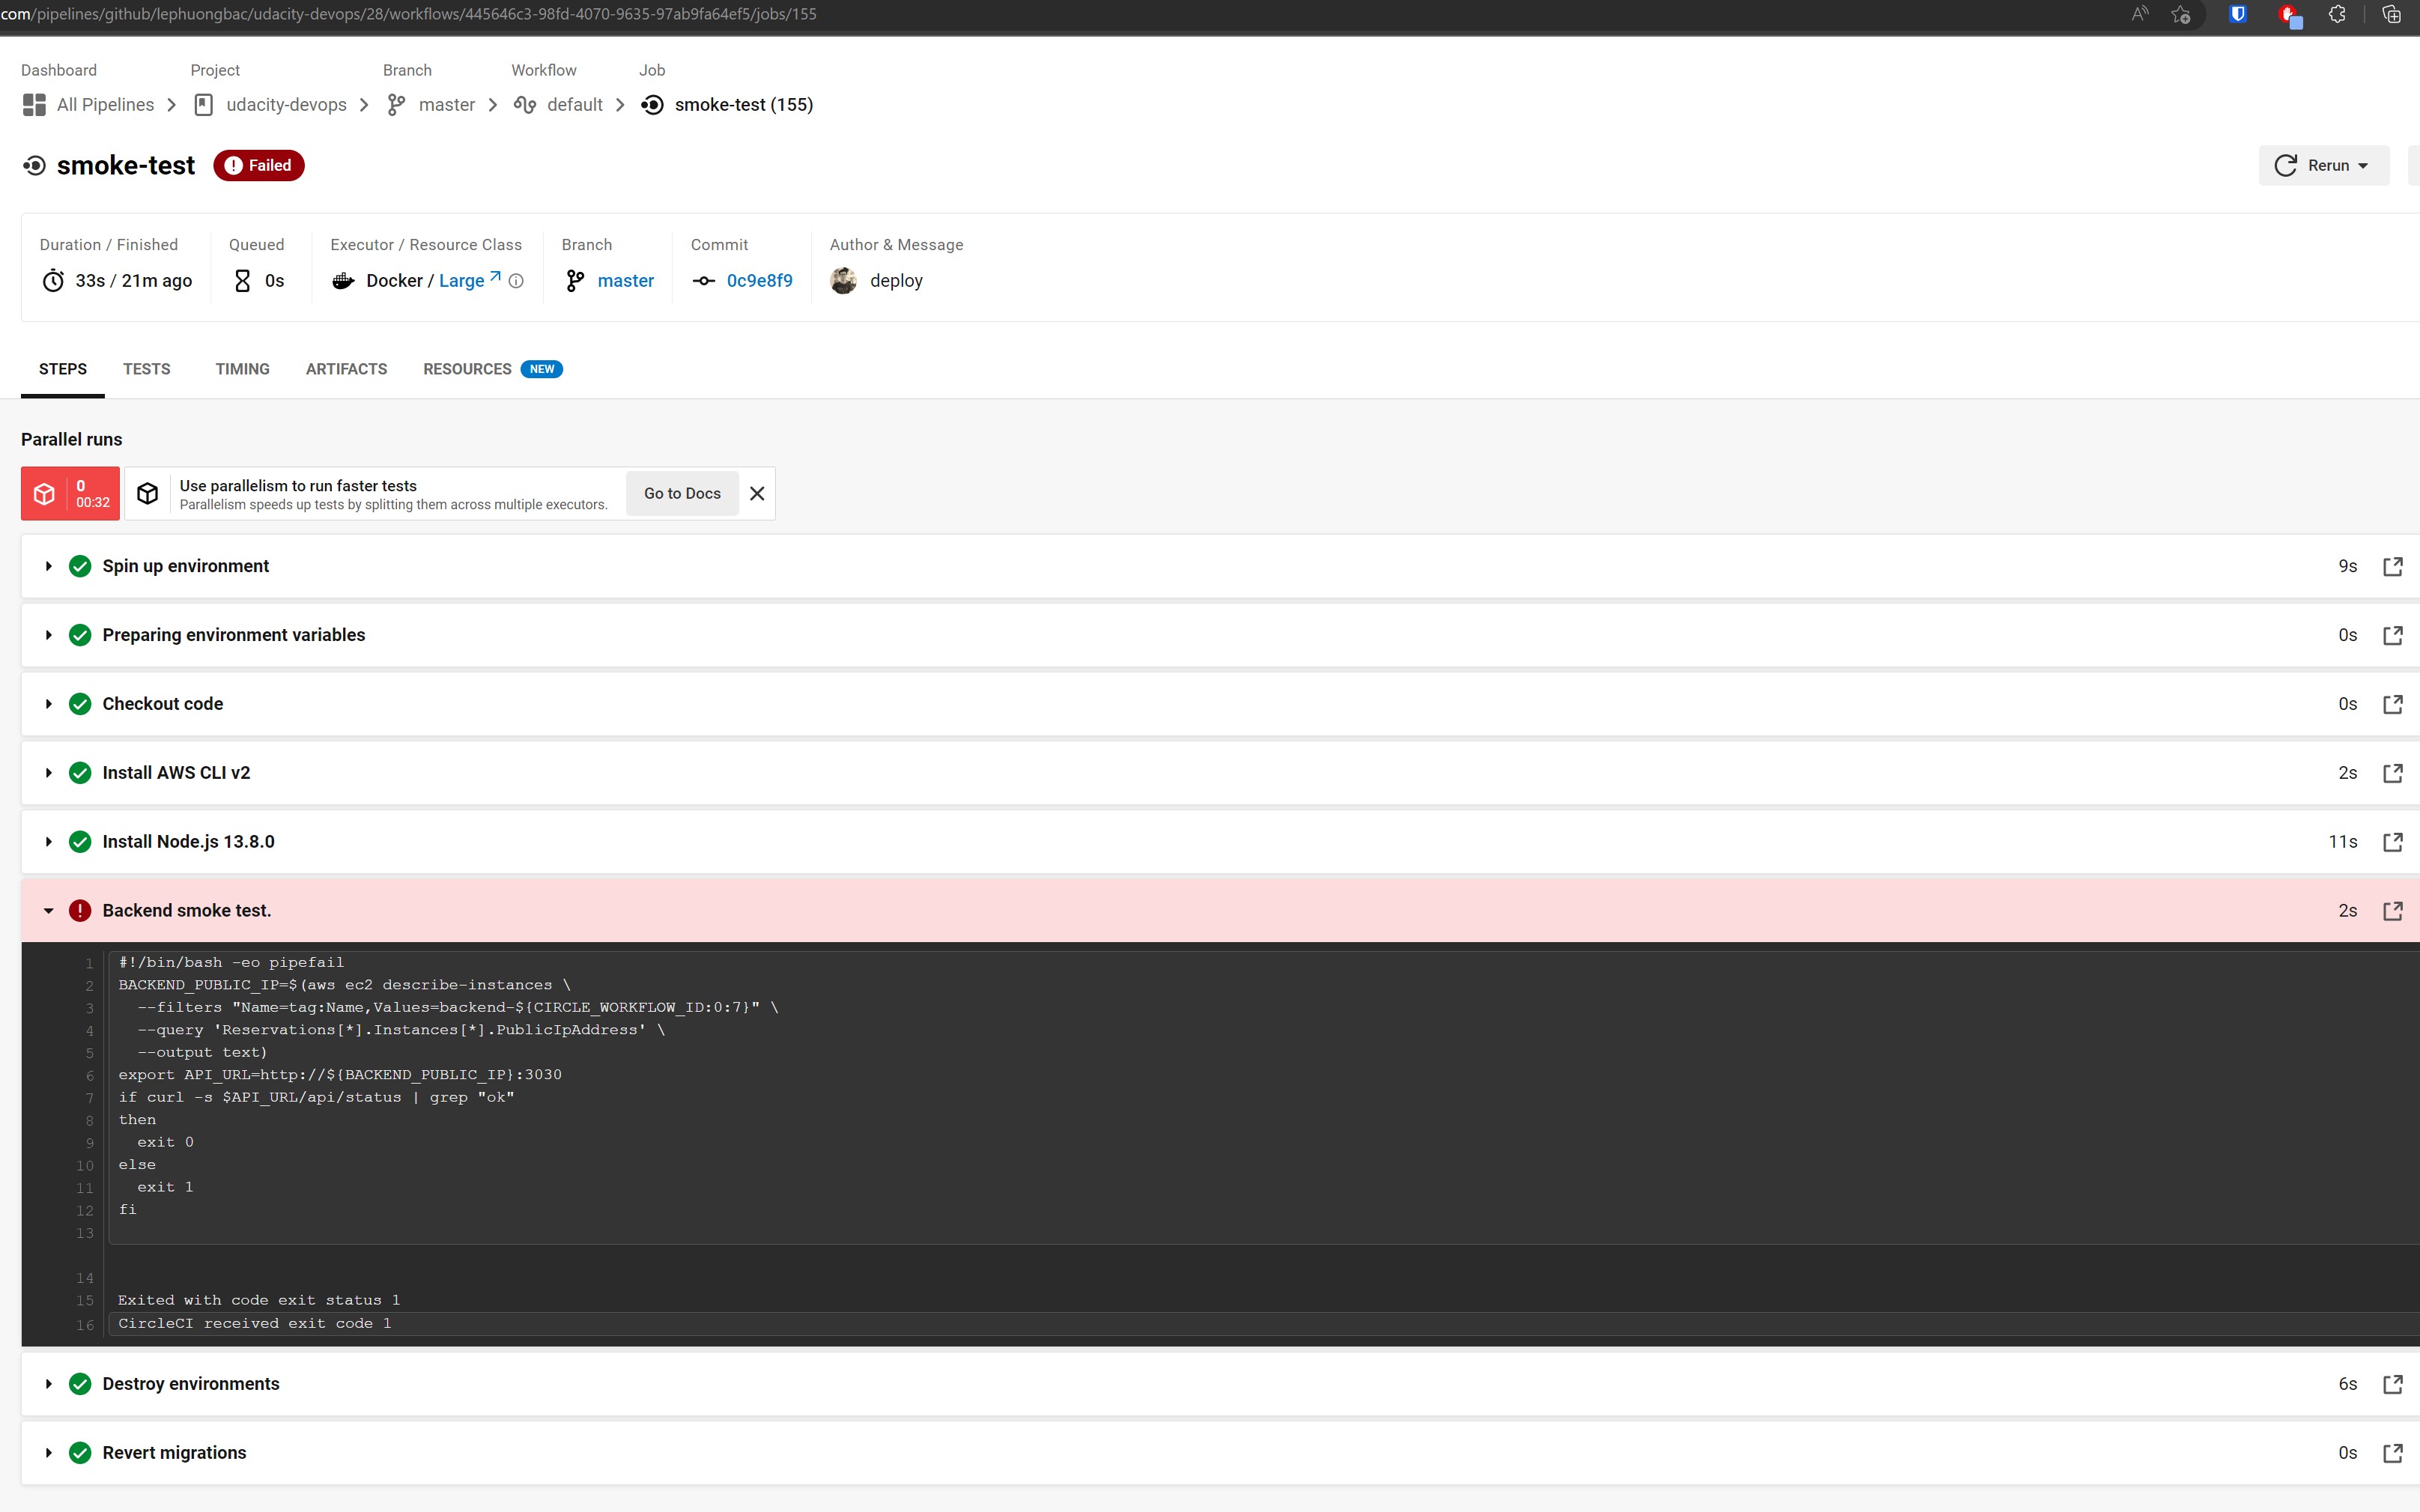 com/pipelines/github/lephuongbac/udacity-devops/28/workflows/445646c3-98fd-4070-9635-97ab9fa64ef5/jobs/155
Dashboard Project Branch Workflow Job
All Pipelines udacity-devops master default smoke-test (155)
smoke-test Failed Rerun
Duration / Finished Queued Executor / Resource Class Branch Commit Author & Message
33s / 21m ago 0s Docker / Large master 0c9e8f9 deploy
STEPS TESTS TIMING ARTIFACTS RESOURCES NEW
Parallel runs
0
00:32
Use parallelism to run faster tests
Parallelism speeds up tests by splitting them across multiple executors.
Go to Docs
Spin up environment 9s
Preparing environment variables 0s
Checkout code 0s
Install AWS CLI v2 2s
Install Node.js 13.8.0 11s
Backend smoke test. 2s
1 #!/bin/bash -eo pipefail
2 BACKEND_PUBLIC_IP=$(aws ec2 describe-instances \
3 --filters "Name=tag:Name,Values=backend-${CIRCLE_WORKFLOW_ID:0:7}" \
4 --query 'Reservations[*].Instances[*].PublicIpAddress' \
5 --output text)
6 export API_URL=http://${BACKEND_PUBLIC_IP}:3030
7 if curl -s $API_URL/api/status | grep "ok"
8 then
9 exit 0
10 else
11 exit 1
12 fi
13
14
15 Exited with code exit status 1
16 CircleCI received exit code 1
Destroy environments 6s
Revert migrations 0s